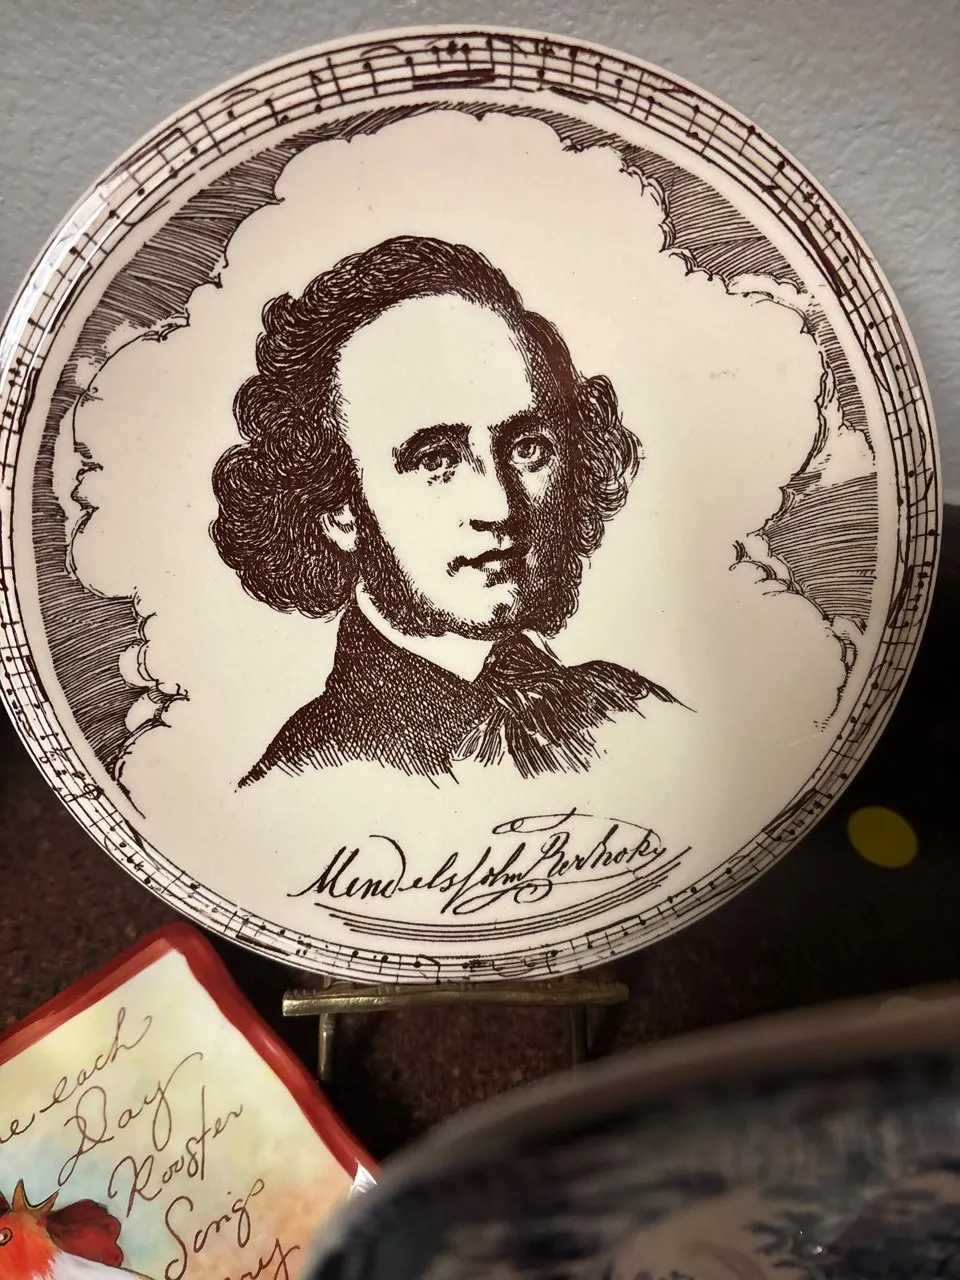 Mendelssohn Bartholdy
each
Day
Rooster
Song